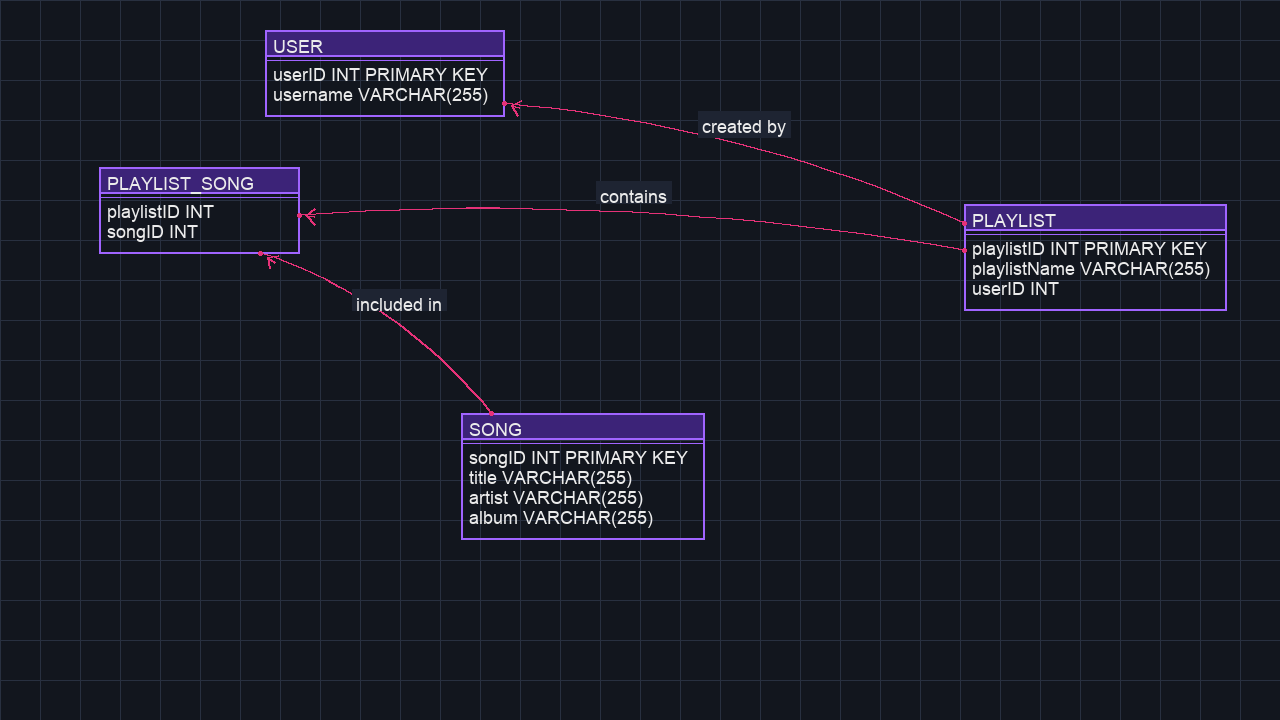 USER
userID INT PRIMARY KEY
username VARCHAR(255)
created by
PLAYLIST_SONG
playlistID INT
songID INT
contains
PLAYLIST
playlistID INT PRIMARY KEY
playlistName VARCHAR(255)
userID INT
included in
SONG
songID INT PRIMARY KEY
title VARCHAR(255)
artist VARCHAR(255)
album VARCHAR(255)